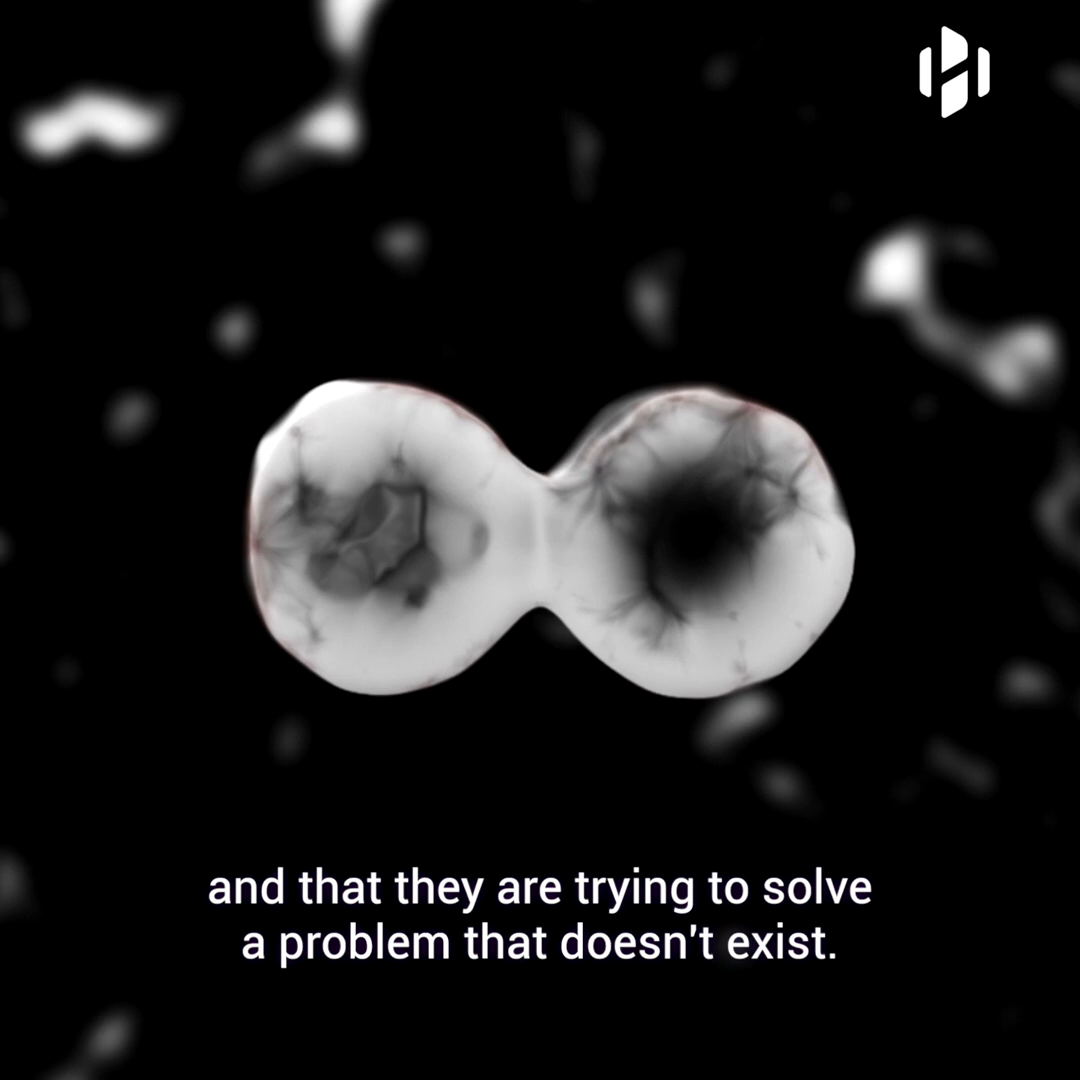 and that they are trying to solve
a problem that doesn't exist.